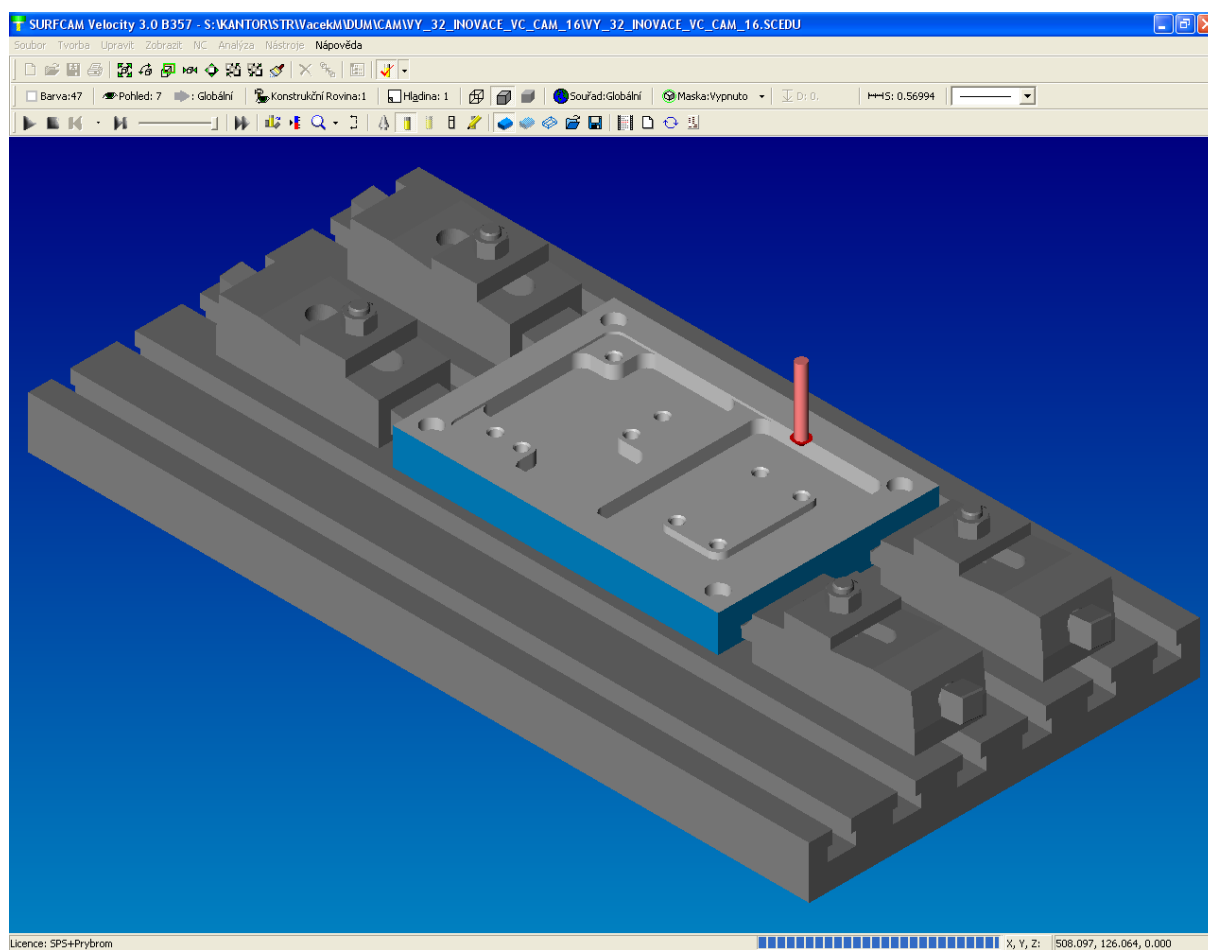 SURFCAM Velocity 3.0 B357 - S:\KANTOR\STR\VacekM\DUM\CAM\VY_32_INOVACE_VC_CAM_16\VY_32_INOVACE_VC_CAM_16.SCEDU
Soubor Tvorba Upravit Zobrazit NC Analýza Nástroje Nápověda
Barva:47 Pohled: 7 : Globální Konstrukční Rovina:1 Hladina: 1 Souřad:Globální Maska:Vypnuto D: 0. S: 0.56994
Licence: SPS+Prybrom X, Y, Z: 508.097, 126.064, 0.000